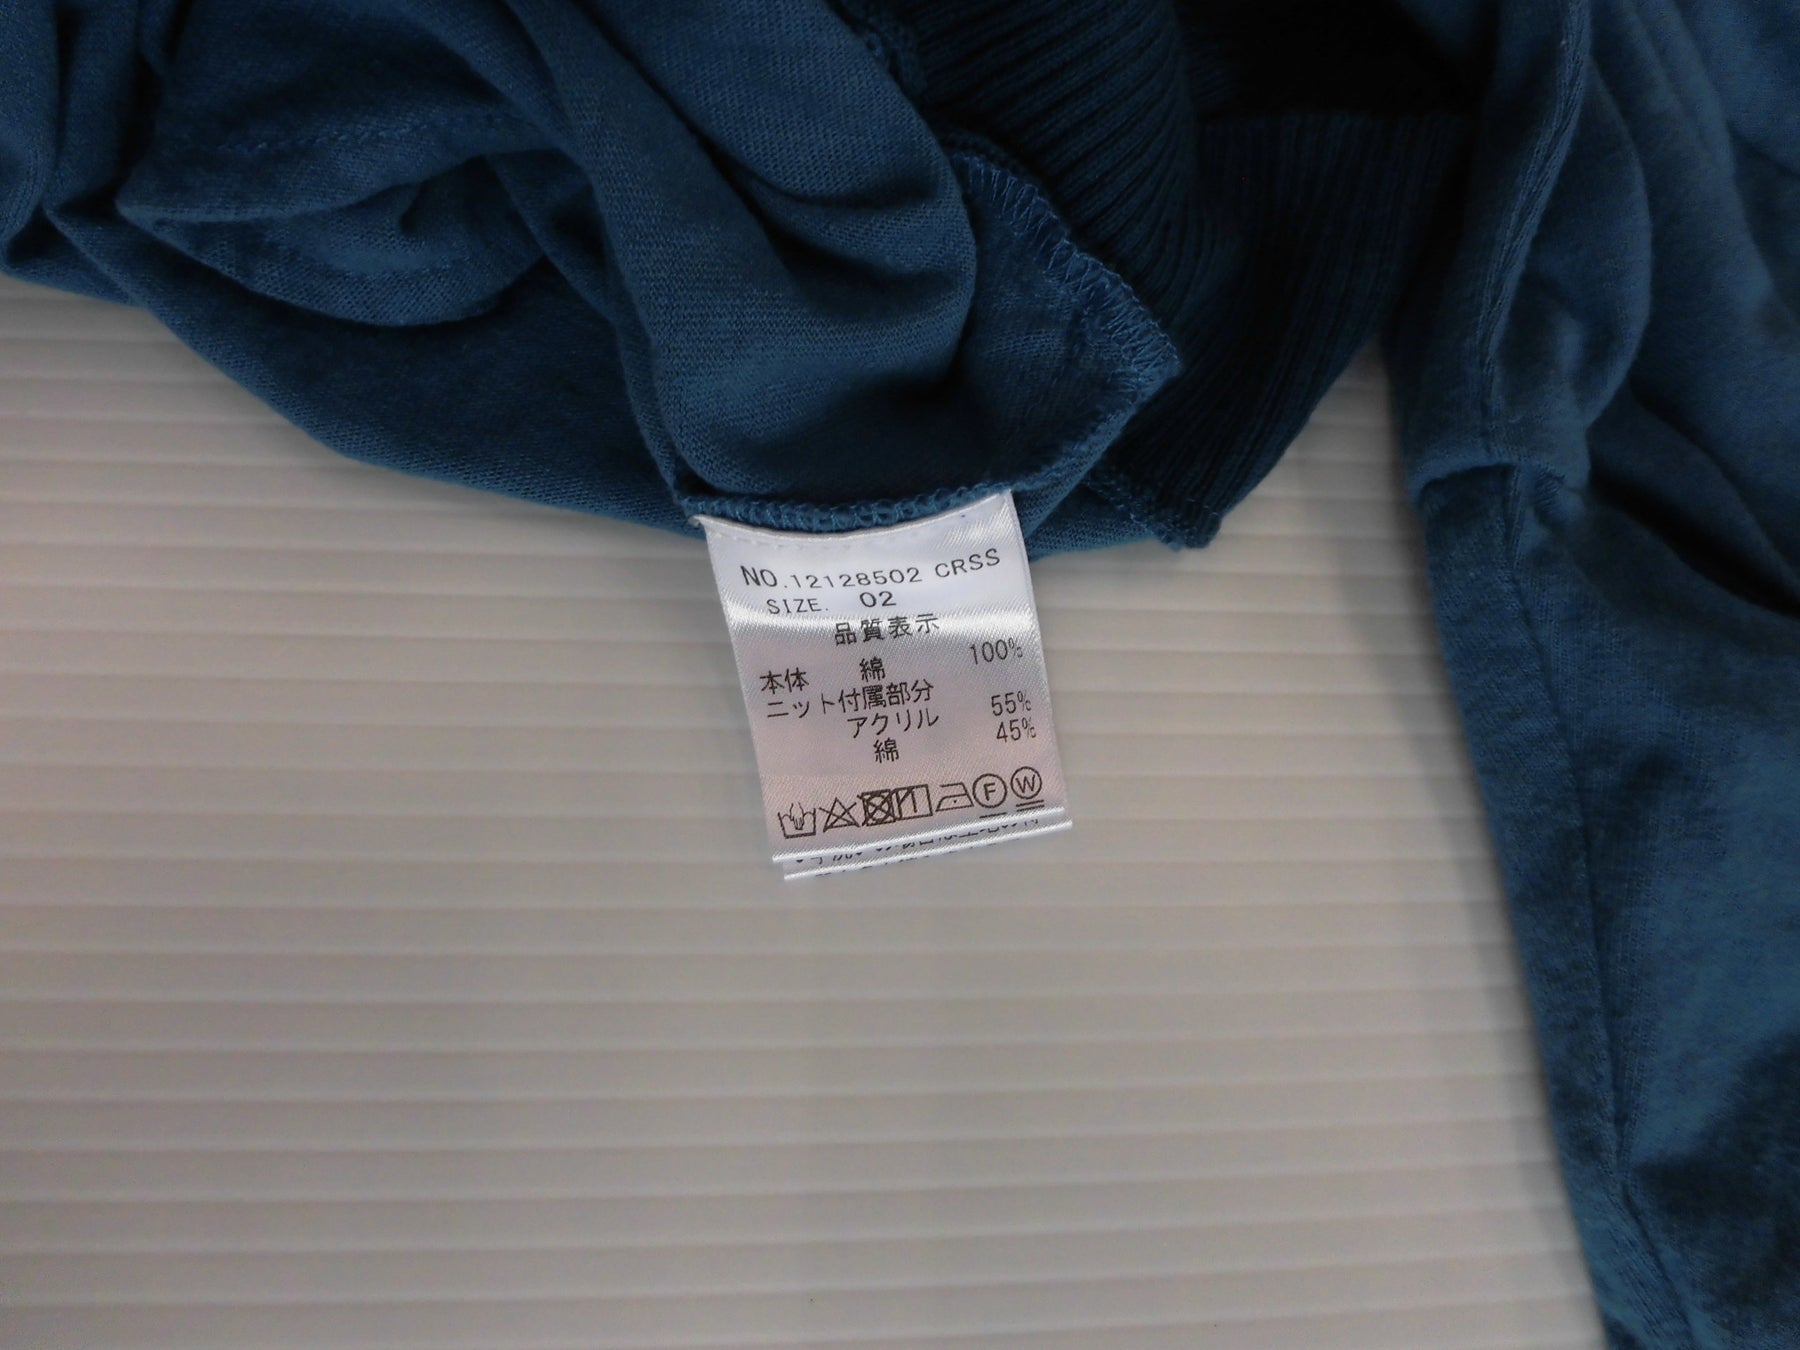 NO.12128502 CRSS
SIZE. 02
品質表示
本体 綿 100%
ニット付属部分
アクリル 55%
綿 45%
F W